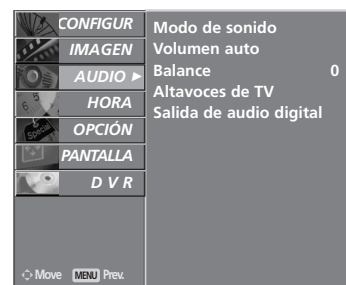 CONFIGUR
IMAGEN
AUDIO ►
HORA
OPCIÓN
PANTALLA
D V R
Modo de sonido
Volumen auto
Balance 0
Altavoces de TV
Salida de audio digital
Move MENU Prev.